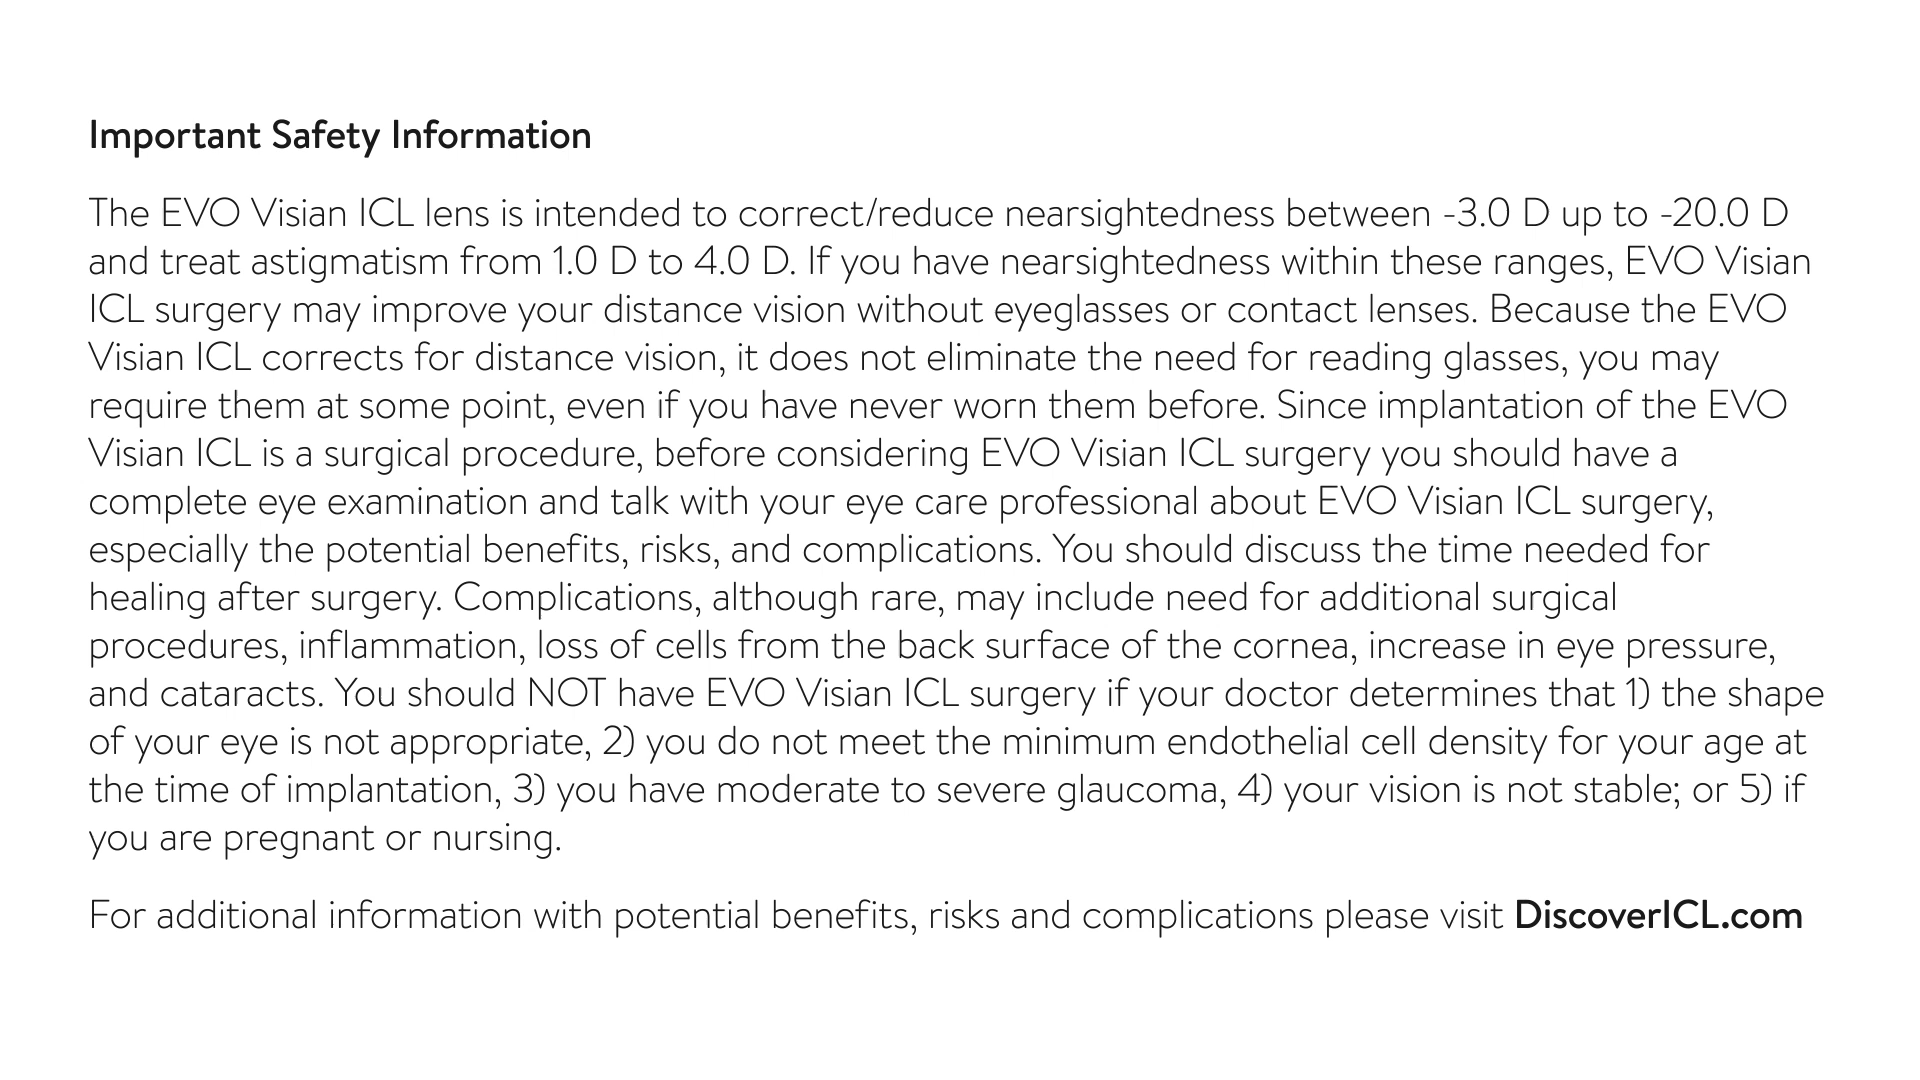 Important Safety Information
The EVO Visian ICL lens is intended to correct/reduce nearsightedness between -3.0 D up to -20.0 D
and treat astigmatism from 1.0 D to 4.0 D. If you have nearsightedness within these ranges, EVO Visian
ICL surgery may improve your distance vision without eyeglasses or contact lenses. Because the EVO
Visian ICL corrects for distance vision, it does not eliminate the need for reading glasses, you may
require them at some point, even if you have never worn them before. Since implantation of the EVO
Visian ICL is a surgical procedure, before considering EVO Visian ICL surgery you should have a
complete eye examination and talk with your eye care professional about EVO Visian ICL surgery,
especially the potential benefits, risks, and complications. You should discuss the time needed for
healing after surgery. Complications, although rare, may include need for additional surgical
procedures, inflammation, loss of cells from the back surface of the cornea, increase in eye pressure,
and cataracts. You should NOT have EVO Visian ICL surgery if your doctor determines that 1) the shape
of your eye is not appropriate, 2) you do not meet the minimum endothelial cell density for your age at
the time of implantation, 3) you have moderate to severe glaucoma, 4) your vision is not stable; or 5) if
you are pregnant or nursing.
For additional information with potential benefits, risks and complications please visit DiscoverICL.com